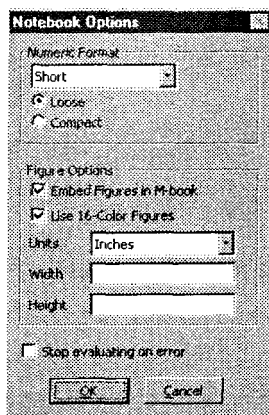 Notebook Options
Numeric Format
Short
Loose
Compact
Figure Options
Embed Figures in M-book
Use 16-Color Figures
Units Inches
Width
Height
Stop evaluating on error
OK Cancel